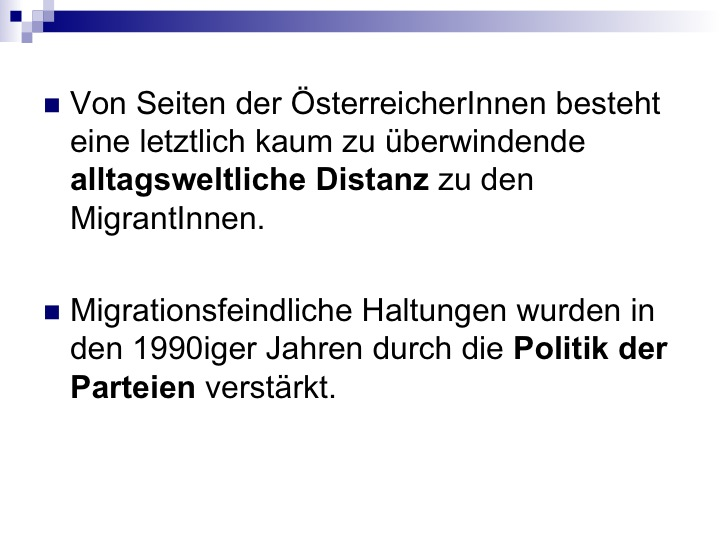 Von Seiten der ÖsterreicherInnen besteht
eine letztlich kaum zu überwindende
alltagsweltliche Distanz zu den
MigrantInnen.
Migrationsfeindliche Haltungen wurden in
den 1990iger Jahren durch die Politik der
Parteien verstärkt.